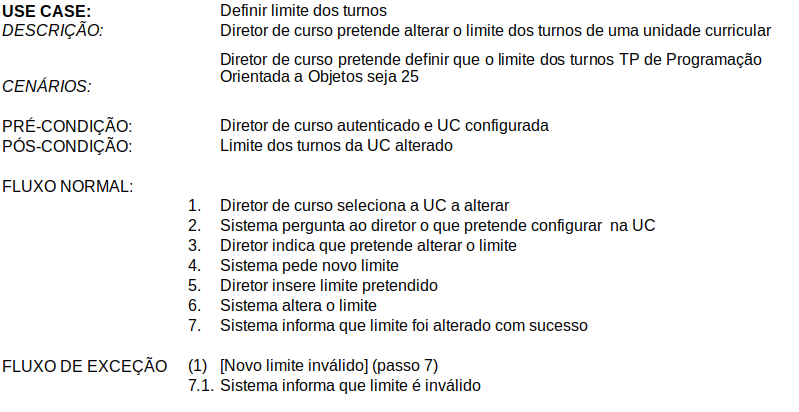 USE CASE: Definir limite dos turnos
DESCRIÇÃO: Diretor de curso pretende alterar o limite dos turnos de uma unidade curricular
Diretor de curso pretende definir que o limite dos turnos TP de Programação
CENÁRIOS: Orientada a Objetos seja 25
PRÉ-CONDIÇÃO: Diretor de curso autenticado e UC configurada
PÓS-CONDIÇÃO: Limite dos turnos da UC alterado
FLUXO NORMAL:
1. Diretor de curso seleciona a UC a alterar
2. Sistema pergunta ao diretor o que pretende configurar na UC
3. Diretor indica que pretende alterar o limite
4. Sistema pede novo limite
5. Diretor insere limite pretendido
6. Sistema altera o limite
7. Sistema informa que limite foi alterado com sucesso
FLUXO DE EXCEÇÃO (1) [Novo limite inválido] (passo 7)
7.1. Sistema informa que limite é inválido